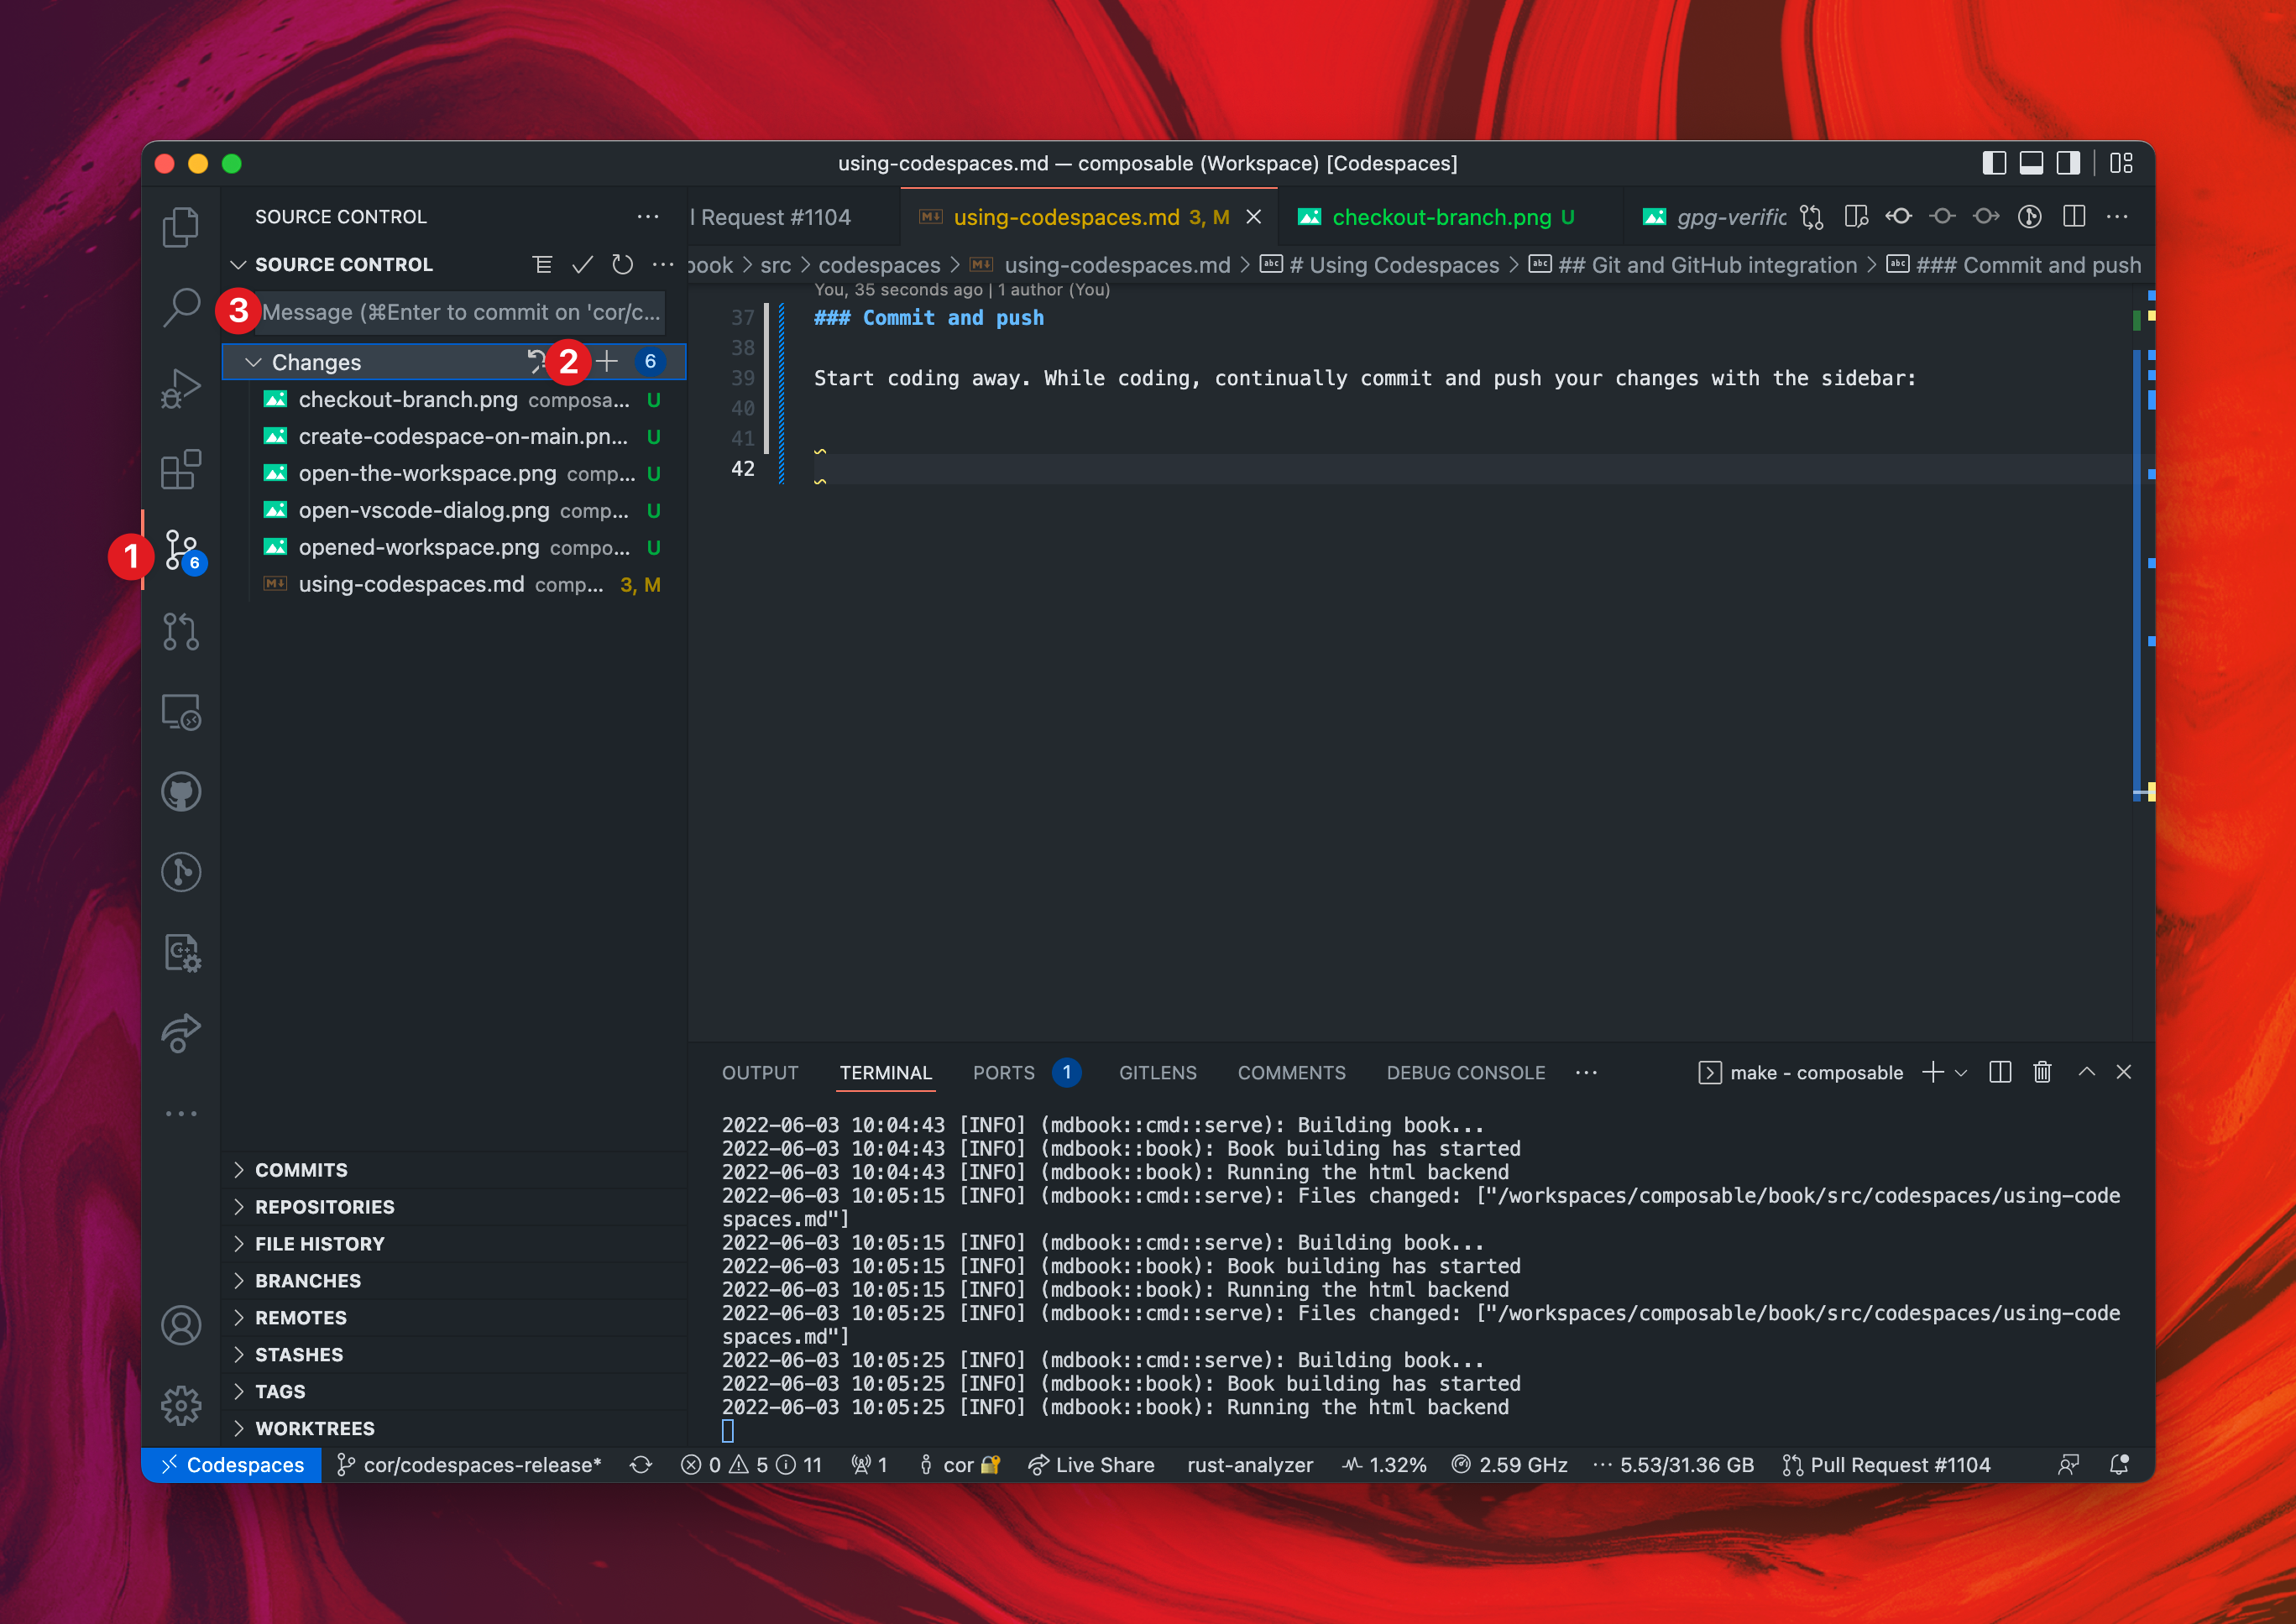 using-codespaces.md — composable (Workspace) [Codespaces]
SOURCE CONTROL
l Request #1104
using-codespaces.md 3, M
checkout-branch.png U
gpg-verific
SOURCE CONTROL
book > src > codespaces > using-codespaces.md > # Using Codespaces > ## Git and GitHub integration > ### Commit and push
3
Message (⌘Enter to commit on 'cor/c...
Changes
2
6
checkout-branch.png composa... U
create-codespace-on-main.pn... U
open-the-workspace.png comp... U
open-vscode-dialog.png comp... U
opened-workspace.png compo... U
using-codespaces.md comp... 3, M
1
6
You, 35 seconds ago | 1 author (You)
37 ### Commit and push
38
39 Start coding away. While coding, continually commit and push your changes with the sidebar:
40
41
42
COMMITS
REPOSITORIES
FILE HISTORY
BRANCHES
REMOTES
STASHES
TAGS
WORKTREES
OUTPUT TERMINAL PORTS 1 GITLENS COMMENTS DEBUG CONSOLE ... make - composable
2022-06-03 10:04:43 [INFO] (mdbook::cmd::serve): Building book...
2022-06-03 10:04:43 [INFO] (mdbook::book): Book building has started
2022-06-03 10:04:43 [INFO] (mdbook::book): Running the html backend
2022-06-03 10:05:15 [INFO] (mdbook::cmd::serve): Files changed: ["/workspaces/composable/book/src/codespaces/using-code
spaces.md"]
2022-06-03 10:05:15 [INFO] (mdbook::cmd::serve): Building book...
2022-06-03 10:05:15 [INFO] (mdbook::book): Book building has started
2022-06-03 10:05:15 [INFO] (mdbook::book): Running the html backend
2022-06-03 10:05:25 [INFO] (mdbook::cmd::serve): Files changed: ["/workspaces/composable/book/src/codespaces/using-code
spaces.md"]
2022-06-03 10:05:25 [INFO] (mdbook::cmd::serve): Building book...
2022-06-03 10:05:25 [INFO] (mdbook::book): Book building has started
2022-06-03 10:05:25 [INFO] (mdbook::book): Running the html backend
Codespaces cor/codespaces-release* 0 5 11 1 cor Live Share rust-analyzer 1.32% 2.59 GHz ... 5.53/31.36 GB Pull Request #1104